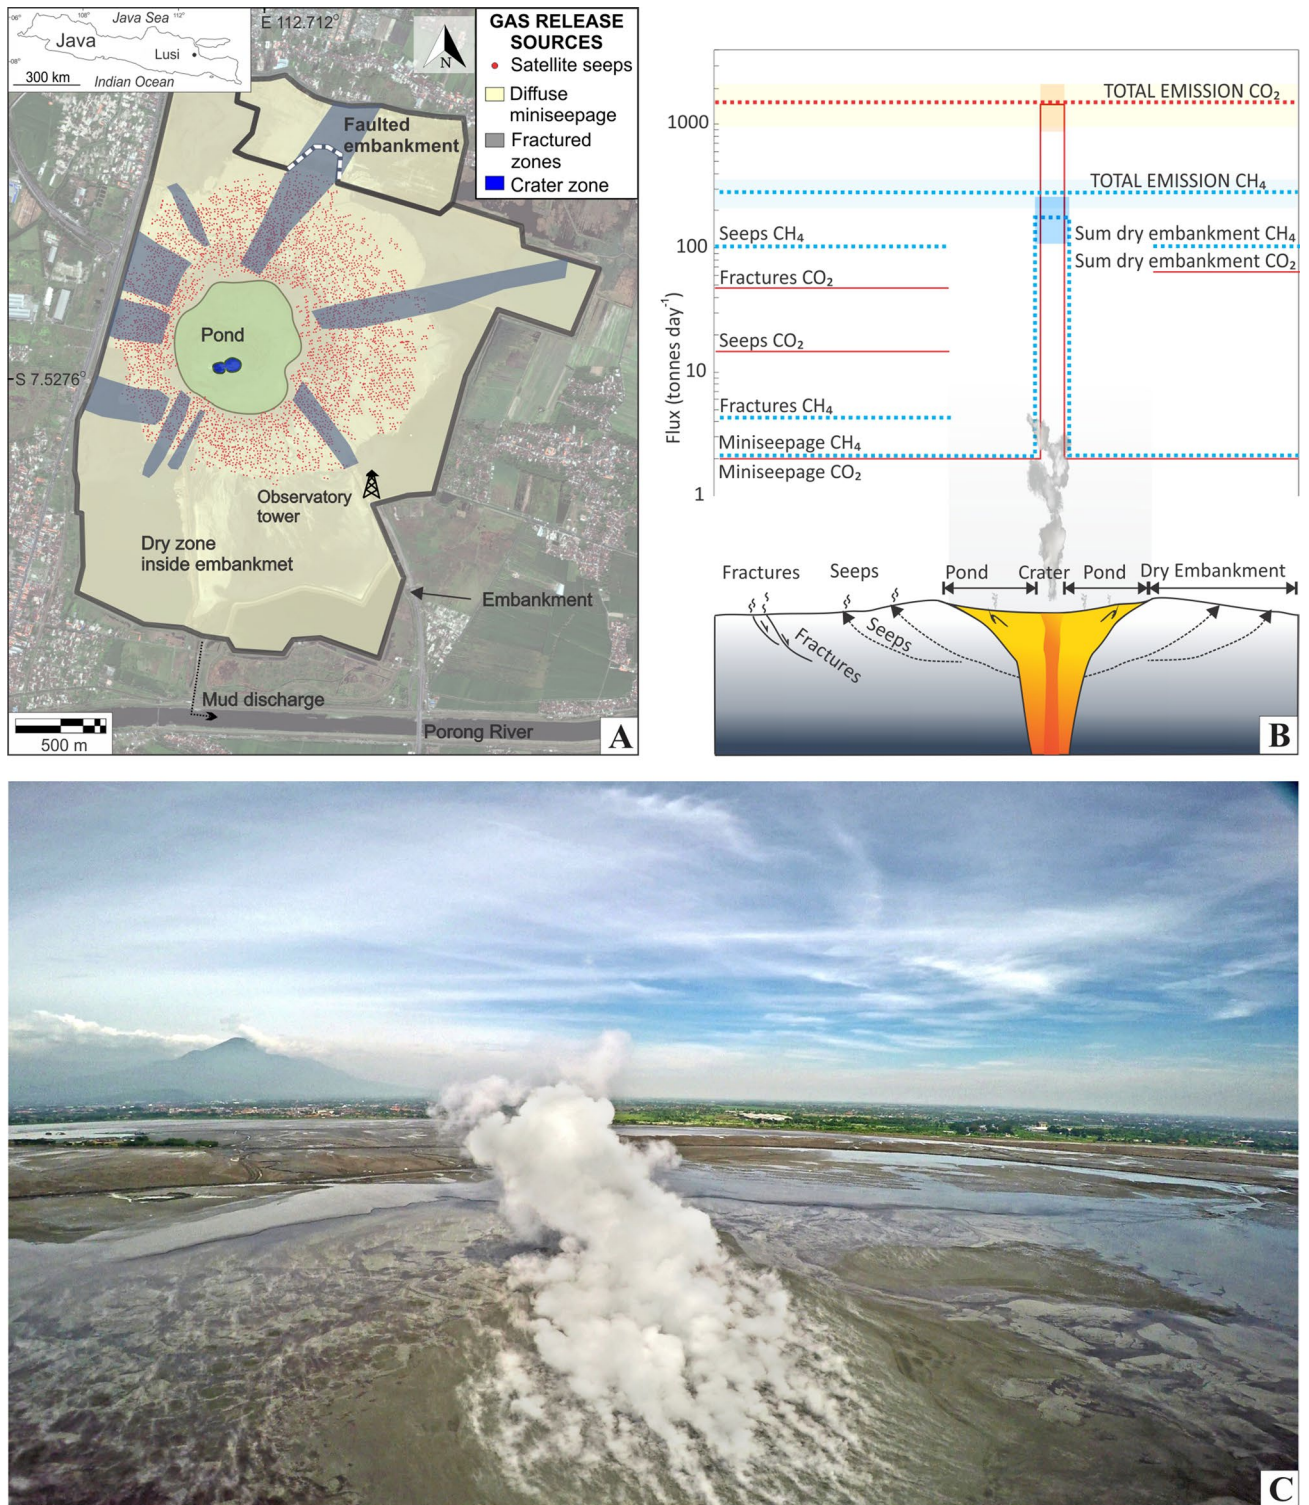 06°
108°
112°
Java Sea
Java
Lusi
08°
300 km
Indian Ocean
E 112.712°
N
GAS RELEASE
SOURCES
Satellite seeps
Diffuse
miniseepage
Fractured
zones
Crater zone
Faulted
embankment
Pond
S 7.5276°
Observatory
tower
Dry zone
inside embankmet
Embankment
Mud discharge
Porong River
500 m
A
Flux (tonnes day⁻¹)
1000
100
10
1
TOTAL EMISSION CO₂
TOTAL EMISSION CH₄
Seeps CH₄
Sum dry embankment CH₄
Sum dry embankment CO₂
Fractures CO₂
Seeps CO₂
Fractures CH₄
Miniseepage CH₄
Miniseepage CO₂
Fractures
Seeps
Pond
Crater
Pond
Dry Embankment
Seeps
Fractures
B
C